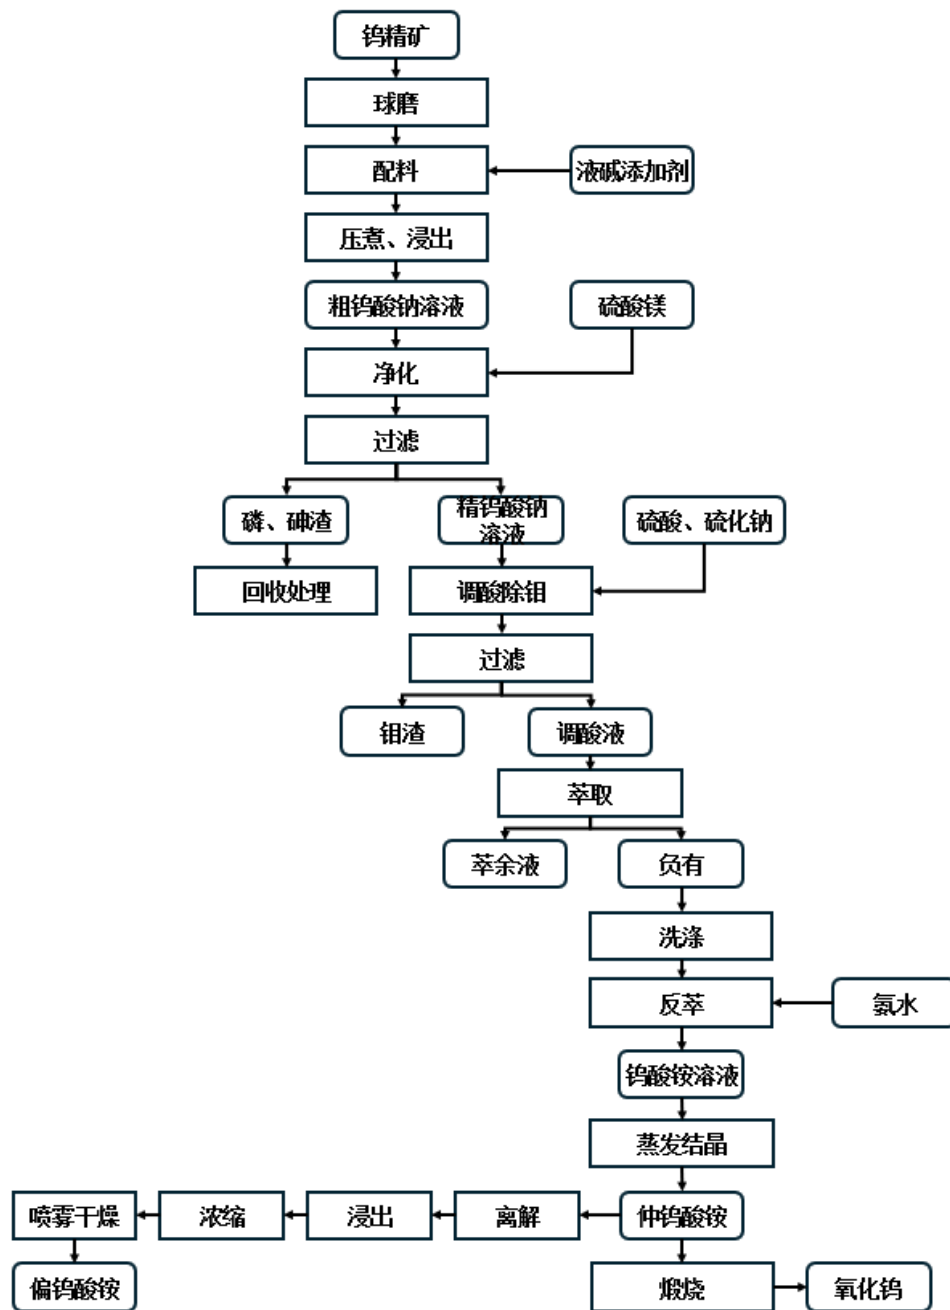 钨精矿
球磨
配料
液碱添加剂
压煮、浸出
粗钨酸钠溶液
硫酸镁
净化
过滤
磷、砷渣
精钨酸钠
溶液
硫酸、硫化钠
回收处理
调酸除钼
过滤
钼渣
调酸液
萃取
萃余液
负有
洗涤
反萃
氨水
钨酸铵溶液
蒸发结晶
喷雾干燥
浓缩
浸出
离解
仲钨酸铵
偏钨酸铵
煅烧
氧化钨